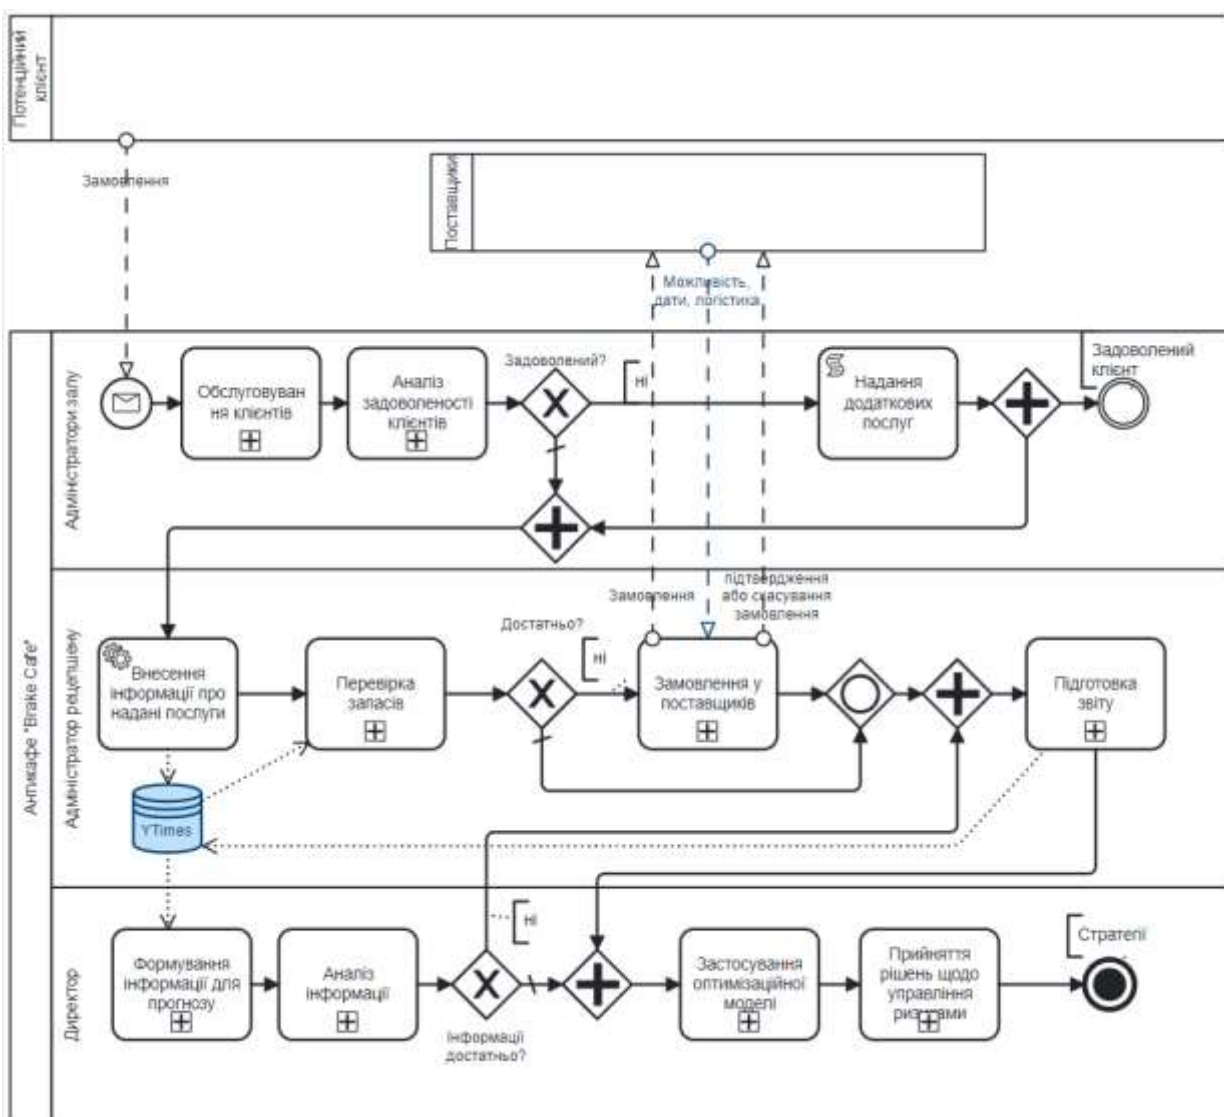 Потенційний
клієнт
Замовлення
Поставщики
Можливість,
дати, логістика
Антикафе "Brake Cafe"
Адміністратори залу
Обслуговуван
ня клієнтів
Аналіз
задоволеності
клієнтів
Задоволений?
ні
Надання
додаткових
послуг
Задоволений
клієнт
Адміністратор рецепшену
Замовлення
підтвердження
або скасування
замовлення
Внесення
інформації про
надані послуги
Перевірка
запасів
Достатньо?
ні
Замовлення у
поставщиків
Підготовка
звіту
YTimes
Директор
Формування
інформації для
прогнозу
Аналіз
інформації
ні
Інформації
достатньо?
Застосування
оптимізаційної
моделі
Прийняття
рішень щодо
управління
ризиками
Стратегії